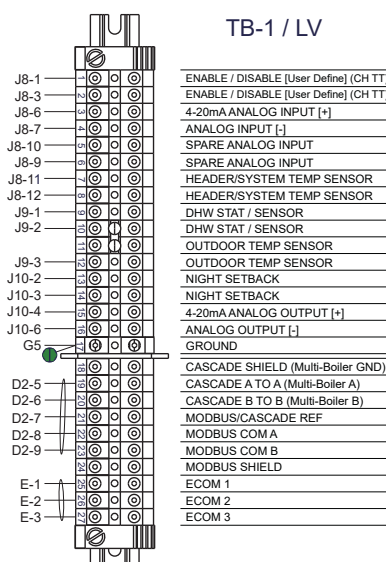 TB-1 / LV
J8-1 1 ENABLE / DISABLE [User Define] (CH TT
J8-3 2 ENABLE / DISABLE [User Define] (CH TT
J8-6 3 4-20mA ANALOG INPUT [+]
J8-7 4 ANALOG INPUT [-]
J8-10 5 SPARE ANALOG INPUT
J8-9 6 SPARE ANALOG INPUT
J8-11 7 HEADER/SYSTEM TEMP SENSOR
J8-12 8 HEADER/SYSTEM TEMP SENSOR
J9-1 9 DHW STAT / SENSOR
J9-2 10 DHW STAT / SENSOR
11 OUTDOOR TEMP SENSOR
J9-3 12 OUTDOOR TEMP SENSOR
J10-2 13 NIGHT SETBACK
J10-3 14 NIGHT SETBACK
J10-4 15 4-20mA ANALOG OUTPUT [+]
J10-6 16 ANALOG OUTPUT [-]
G5 17 GROUND
18 CASCADE SHIELD (Multi-Boiler GND)
D2-5 19 CASCADE A TO A (Multi-Boiler A)
D2-6 20 CASCADE B TO B (Multi-Boiler B)
D2-7 21 MODBUS/CASCADE REF
D2-8 22 MODBUS COM A
D2-9 23 MODBUS COM B
24 MODBUS SHIELD
E-1 25 ECOM 1
E-2 26 ECOM 2
E-3 27 ECOM 3